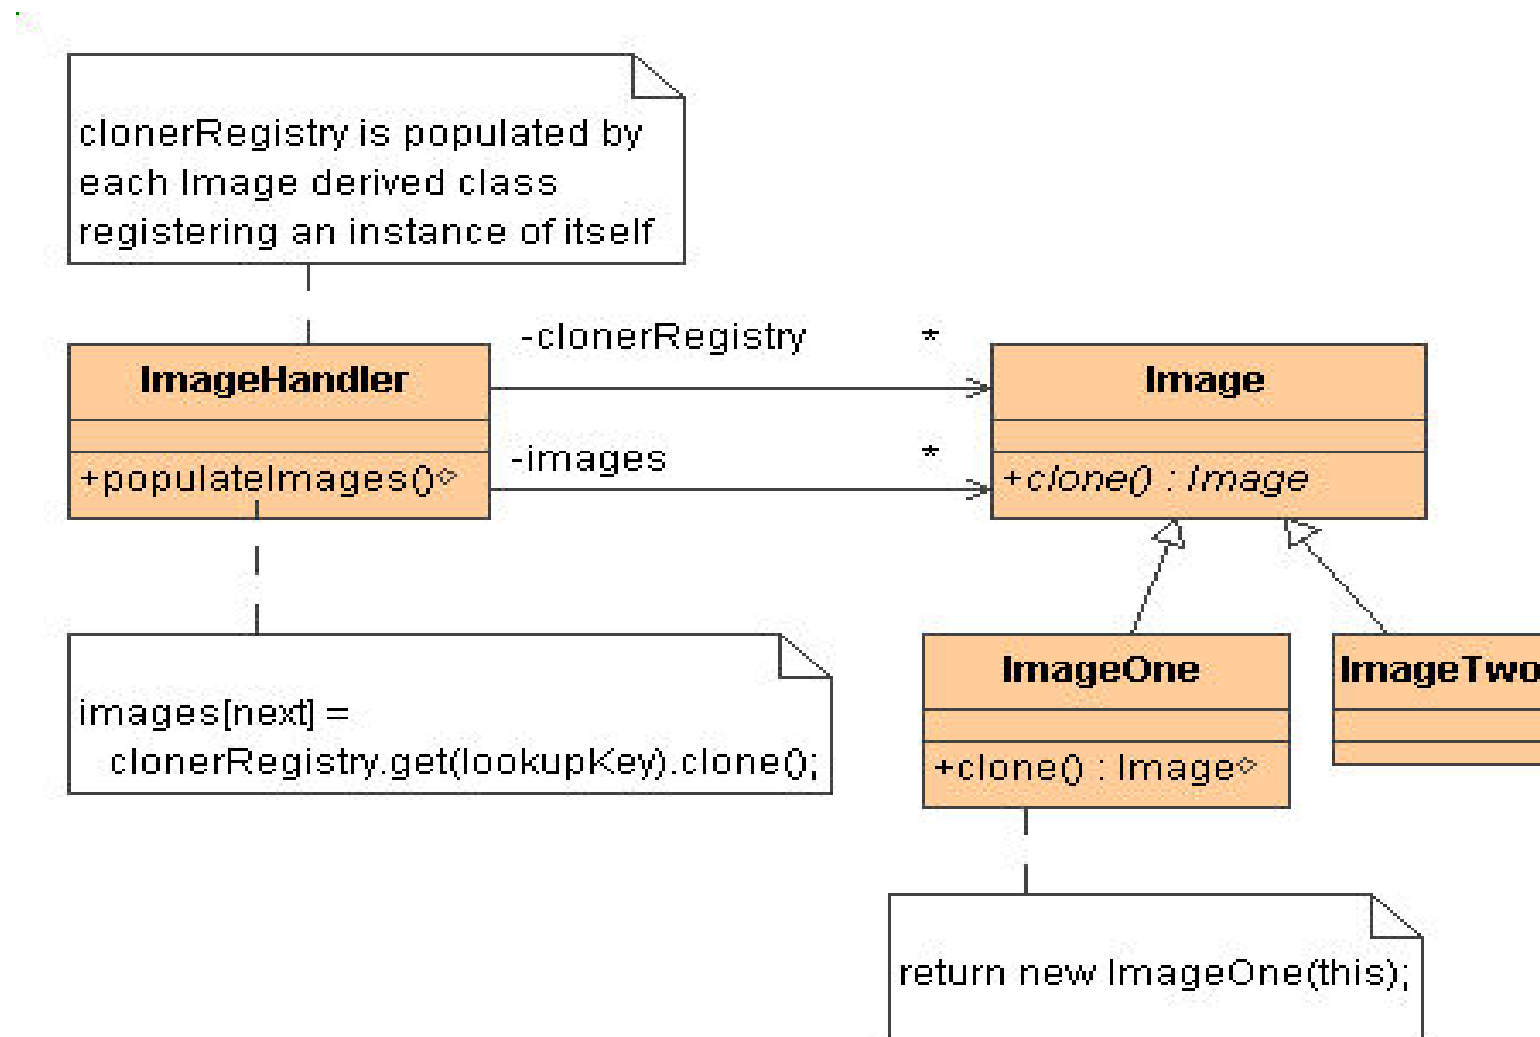 clonerRegistry is populated by
each Image derived class
registering an instance of itself
-clonerRegistry *
ImageHandler
Image
-images *
+populateImages()
+clone() : Image
images[next] =
clonerRegistry.get(lookupKey).clone();
ImageOne
ImageTwo
+clone() : Image
return new ImageOne(this);